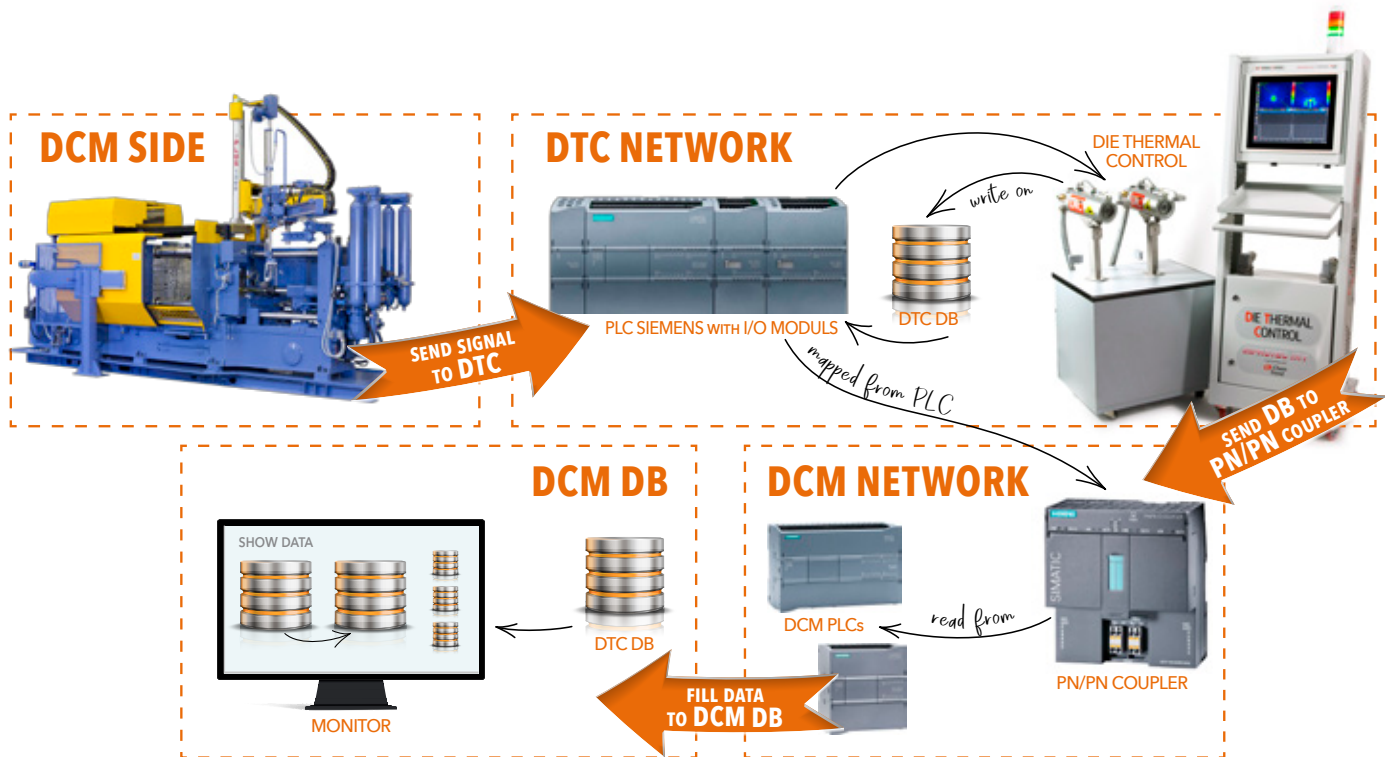 DCM SIDE
SEND SIGNAL
TO DTC
DTC NETWORK
PLC SIEMENS WITH I/O MODULS
write on
DTC DB
DIE THERMAL
CONTROL
DIE THERMAL
CONTROL
mapped from PLC
SEND DB TO
PN/PN COUPLER
DCM NETWORK
SIEMENS
SIMATIC
PN/PN COUPLER
read from
DCM PLCs
FILL DATA
TO DCM DB
DCM DB
DTC DB
SHOW DATA
MONITOR